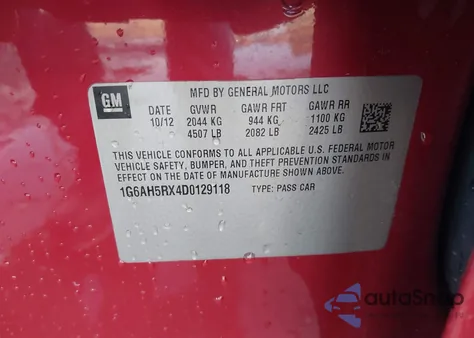 GM
MFD BY GENERAL MOTORS LLC
DATE GVWR GAWR FRT GAWR RR
10/12 2044 KG 944 KG 1100 KG
4507 LB 2082 LB 2425 LB
THIS VEHICLE CONFORMS TO ALL APPLICABLE U.S. FEDERAL MOTOR
VEHICLE SAFETY, BUMPER, AND THEFT PREVENTION STANDARDS IN
EFFECT ON THE DATE OF MANUFACTURE SHOWN ABOVE.
1G6AH5RX4D0129118 TYPE: PASS CAR
autoSnap